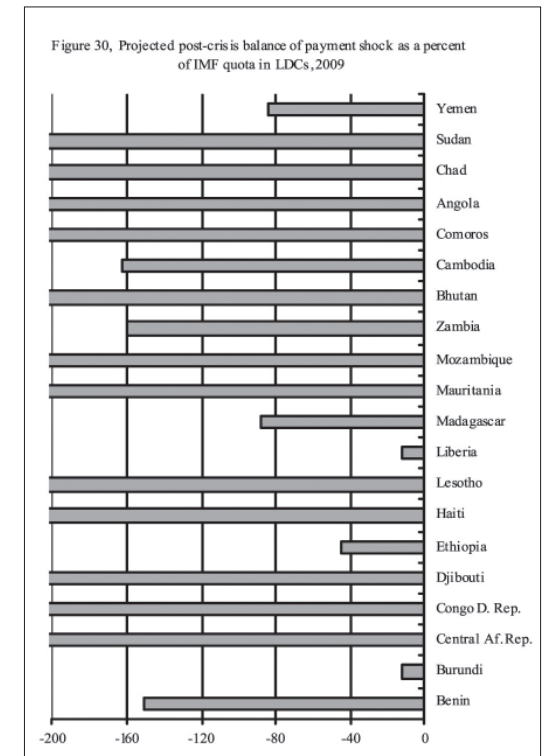 Figure 30, Projected post-crisis balance of payment shock as a percent
of IMF quota in LDCs,2009
Yemen
Sudan
Chad
Angola
Comoros
Cambodia
Bhutan
Zambia
Mozambique
Mauritania
Madagascar
Liberia
Lesotho
Haiti
Ethiopia
Djibouti
Congo D. Rep.
Central Af.Rep.
Burundi
Benin
-200 -160 -120 -80 -40 0